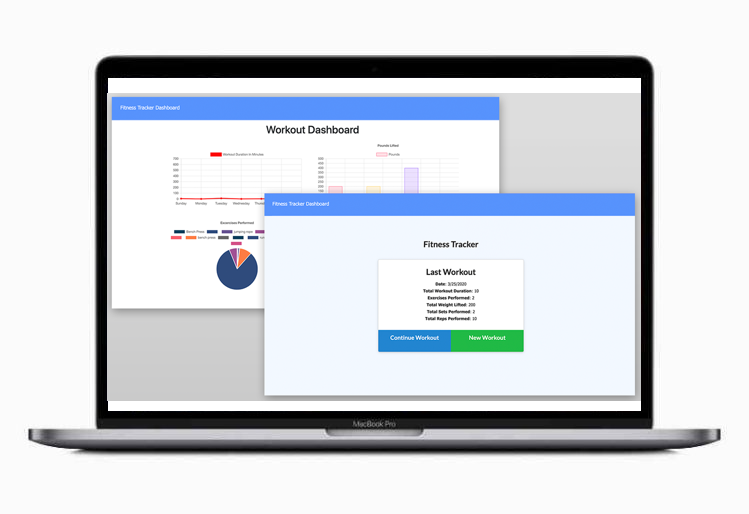 Fitness Tracker Dashboard
Workout Dashboard
Workout Duration In Minutes
Pounds Lifted
Pounds
Sunday Monday Tuesday Wednesday
Excercises Performed
Bench Press jumping rope
bench press
Fitness Tracker Dashboard
Fitness Tracker
Last Workout
Date: 3/25/2020
Total Workout Duration: 10
Exercises Performed: 2
Total Weight Lifted: 200
Total Sets Performed: 2
Total Reps Performed: 10
Continue Workout New Workout
MacBook Pro